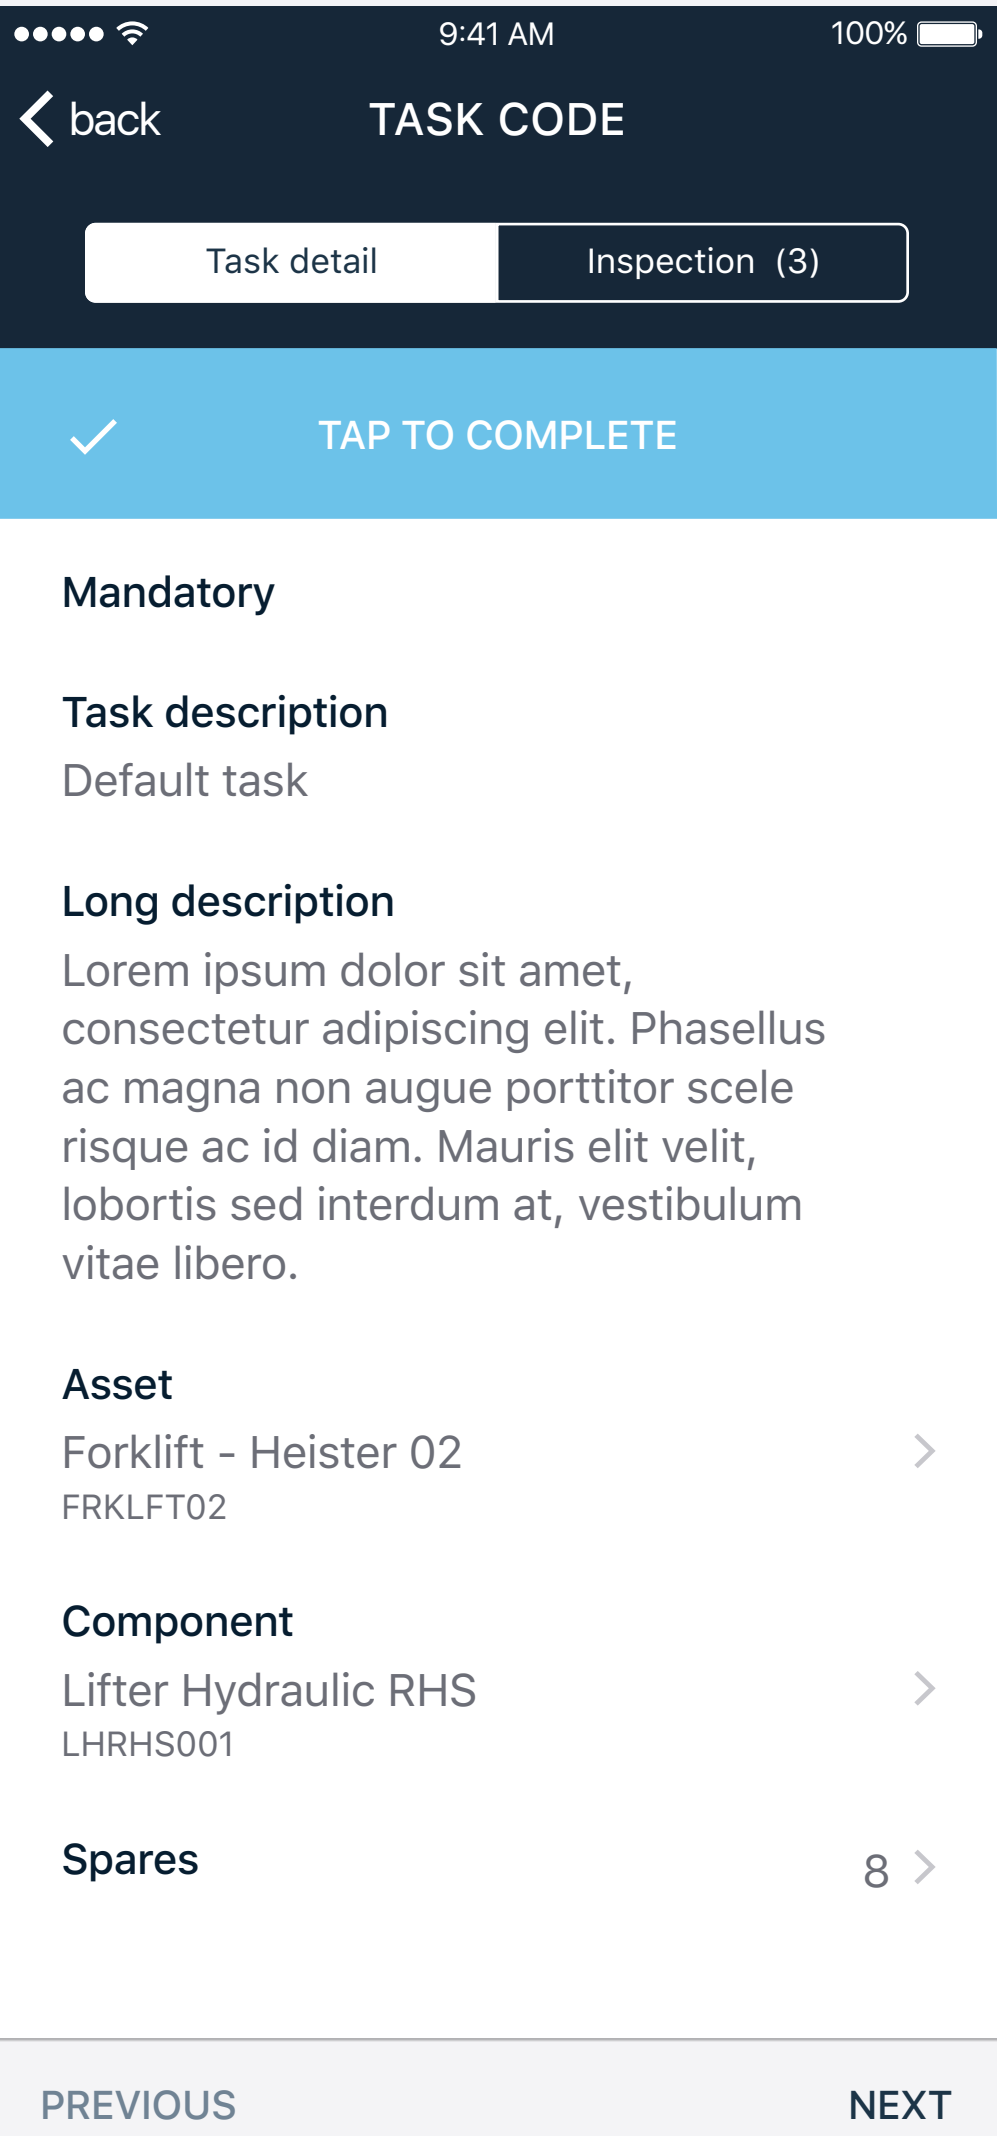 9:41 AM 100%
back TASK CODE
Task detail Inspection (3)
TAP TO COMPLETE
Mandatory
Task description
Default task
Long description
Lorem ipsum dolor sit amet,
consectetur adipiscing elit. Phasellus
ac magna non augue porttitor scele
risque ac id diam. Mauris elit velit,
lobortis sed interdum at, vestibulum
vitae libero.
Asset
Forklift - Heister 02
FRKLFT02
Component
Lifter Hydraulic RHS
LHRHS001
Spares 8
PREVIOUS NEXT